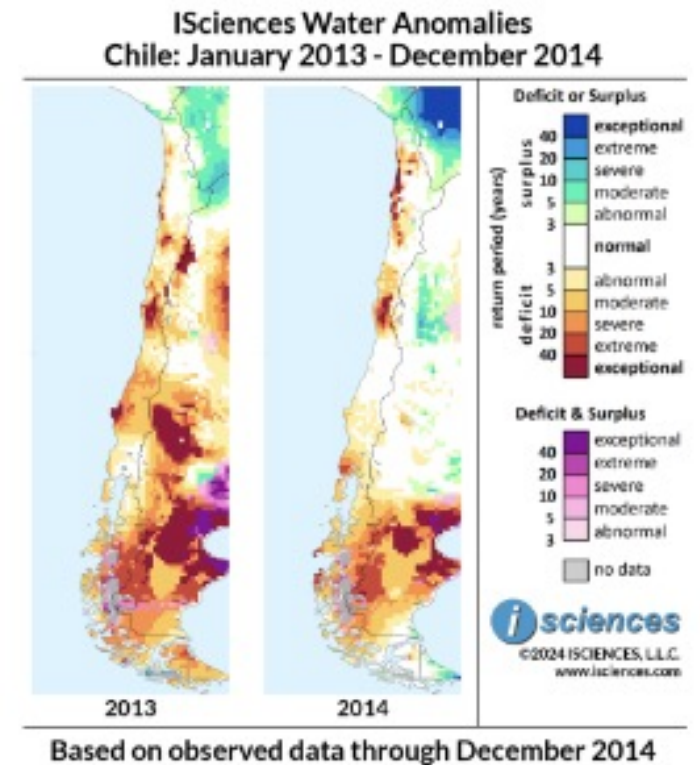 ISciences Water Anomalies
Chile: January 2013 - December 2014
Deficit or Surplus
return period (years)
surplus
deficit
40
20
10
5
3
3
5
10
20
40
exceptional
extreme
severe
moderate
abnormal
normal
abnormal
moderate
severe
extreme
exceptional
Deficit & Surplus
40
20
10
5
3
exceptional
extreme
severe
moderate
abnormal
no data
i sciences
©2024 ISCIENCES, L.L.C.
www.isciences.com
2013
2014
Based on observed data through December 2014